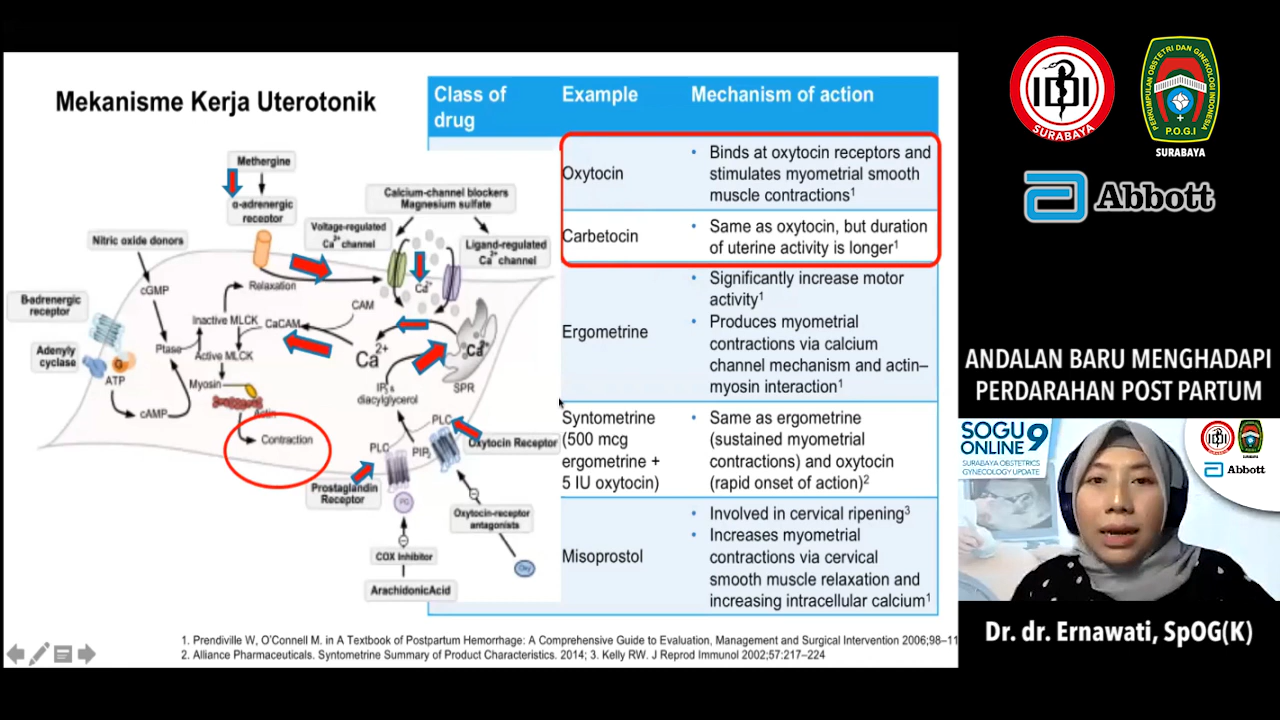 Mekanisme Kerja Uterotonik
Class of
drug
Example
Mechanism of action
Oxytocin
• Binds at oxytocin receptors and
stimulates myometrial smooth
muscle contractions¹
Carbetocin
• Same as oxytocin, but duration
of uterine activity is longer¹
Ergometrine
• Significantly increase motor
activity¹
• Produces myometrial
contractions via calcium
channel mechanism and actin–
myosin interaction¹
Syntometrine
(500 mcg
ergometrine +
5 IU oxytocin)
• Same as ergometrine
(sustained myometrial
contractions) and oxytocin
(rapid onset of action)²
Misoprostol
• Involved in cervical ripening³
• Increases myometrial
contractions via cervical
smooth muscle relaxation and
increasing intracellular calcium¹
Methergine
α-adrenergic
receptor
Calcium-channel blockers
Magnesium sulfate
Voltage-regulated
Ca²⁺ channel
Ligand-regulated
Ca²⁺ channel
Nitric oxide donors
cGMP
Relaxation
Ca²⁺
CAM
B-adrenergic
receptor
Inactive MLCK
CaCAM
Ptase
Active MLCK
Ca²⁺
Ca²⁺
Adenylyl
cyclase
G
ATP
Myosin
IP₃ &
diacylglycerol
SPR
cAMP
Actin
PLC
Contraction
PLC
PIP₂
Oxytocin Receptor
Prostaglandin
Receptor
PG
Oxytocin-receptor
antagonists
COX inhibitor
Oxy
ArachidonicAcid
1. Prendiville W, O'Connell M. in A Textbook of Postpartum Hemorrhage: A Comprehensive Guide to Evaluation, Management and Surgical Intervention 2006;98–11
2. Alliance Pharmaceuticals. Syntometrine Summary of Product Characteristics. 2014; 3. Kelly RW. J Reprod Immunol 2002;57:217–224
IDI
SURABAYA
PERKUMPULAN OBSTETRI DAN GINEKOLOGI INDONESIA
P.O.G.I
SURABAYA
Abbott
ANDALAN BARU MENGHADAPI
PERDARAHAN POST PARTUM
SOGU 9
ONLINE
SURABAYA OBSTETRICS
GYNECOLOGY UPDATE
Abbott
Dr. dr. Ernawati, SpOG(K)